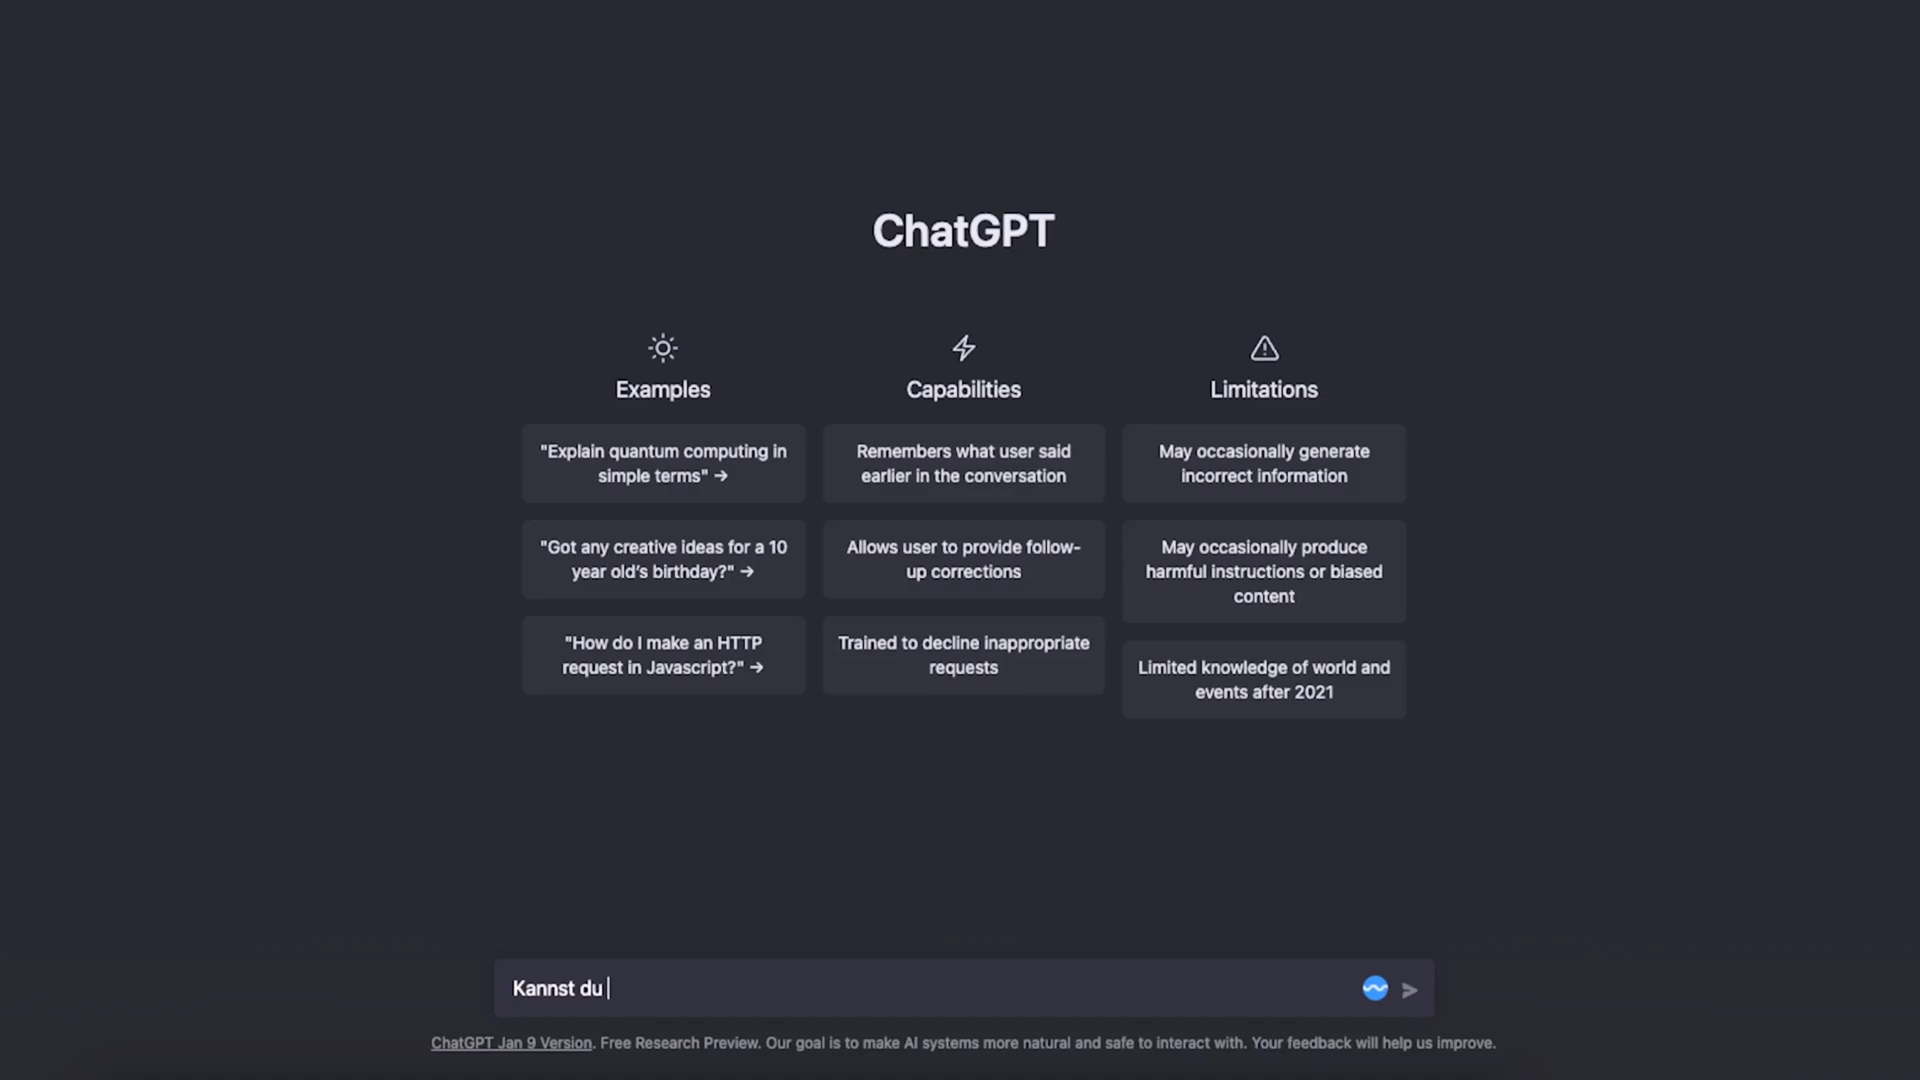 ChatGPT
Examples
"Explain quantum computing in
simple terms" →
"Got any creative ideas for a 10
year old's birthday?" →
"How do I make an HTTP
request in Javascript?" →
Capabilities
Remembers what user said
earlier in the conversation
Allows user to provide follow-
up corrections
Trained to decline inappropriate
requests
Limitations
May occasionally generate
incorrect information
May occasionally produce
harmful instructions or biased
content
Limited knowledge of world and
events after 2021
Kannst du
ChatGPT Jan 9 Version. Free Research Preview. Our goal is to make AI systems more natural and safe to interact with. Your feedback will help us improve.